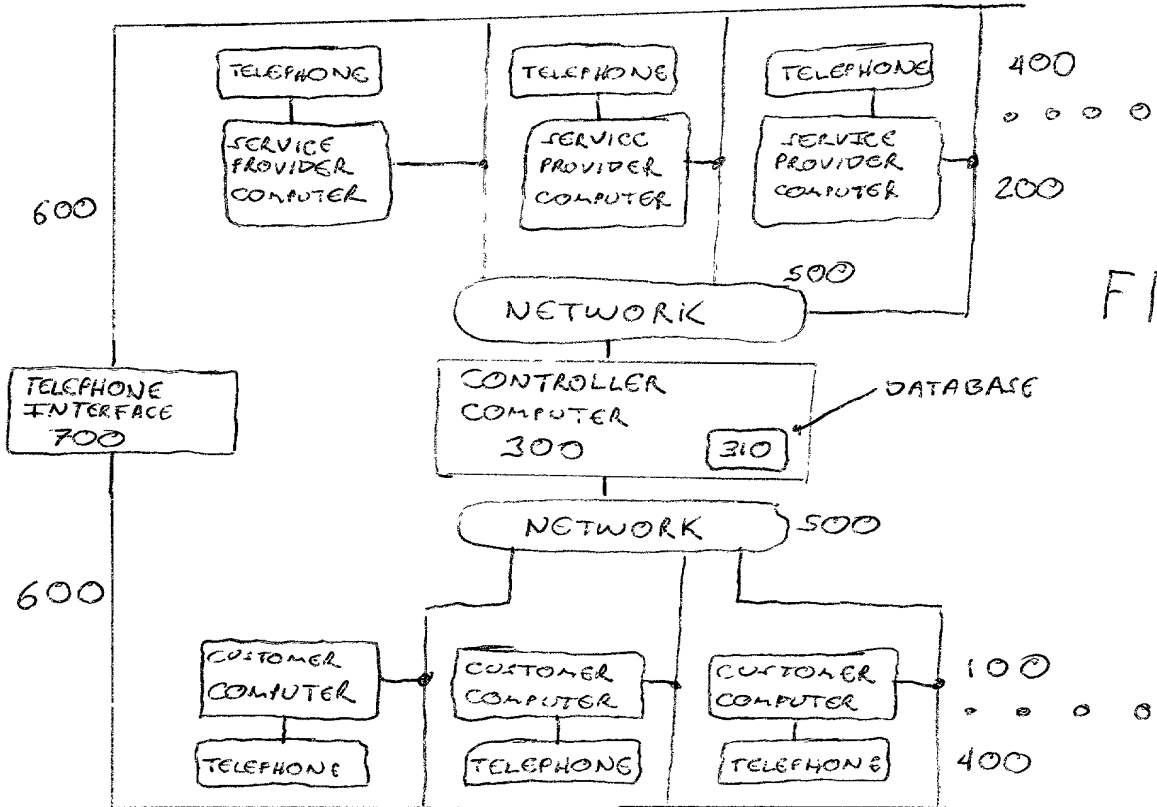 TELEPHONE
TELEPHONE
TELEPHONE
400
SERVICE
PROVIDER
COMPUTER
SERVICE
PROVIDER
COMPUTER
SERVICE
PROVIDER
COMPUTER
200
600
500
NETWORK
FI
TELEPHONE
INTERFACE
700
CONTROLLER
COMPUTER
300
310
DATABASE
NETWORK
500
600
CUSTOMER
COMPUTER
CUSTOMER
COMPUTER
CUSTOMER
COMPUTER
100
TELEPHONE
TELEPHONE
TELEPHONE
400